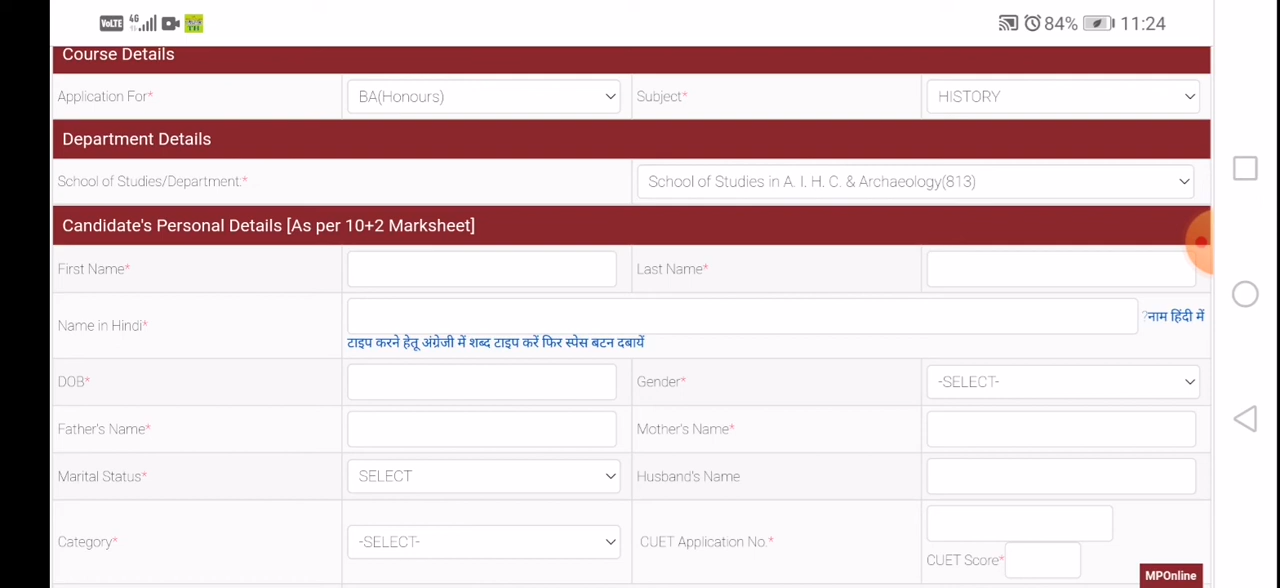 VoLTE 4G 84% 11:24
Course Details
Application For* BA(Honours) Subject* HISTORY
Department Details
School of Studies/Department:* School of Studies in A. I. H. C. & Archaeology(813)
Candidate's Personal Details [As per 10+2 Marksheet]
First Name* Last Name*
Name in Hindi* ?नाम हिंदी में
टाइप करने हेतू अंग्रेजी में शब्द टाइप करें फिर स्पेस बटन दबायें
DOB* Gender* -SELECT-
Father's Name* Mother's Name*
Marital Status* SELECT Husband's Name
Category* -SELECT- CUET Application No.*
CUET Score*
MPOnline